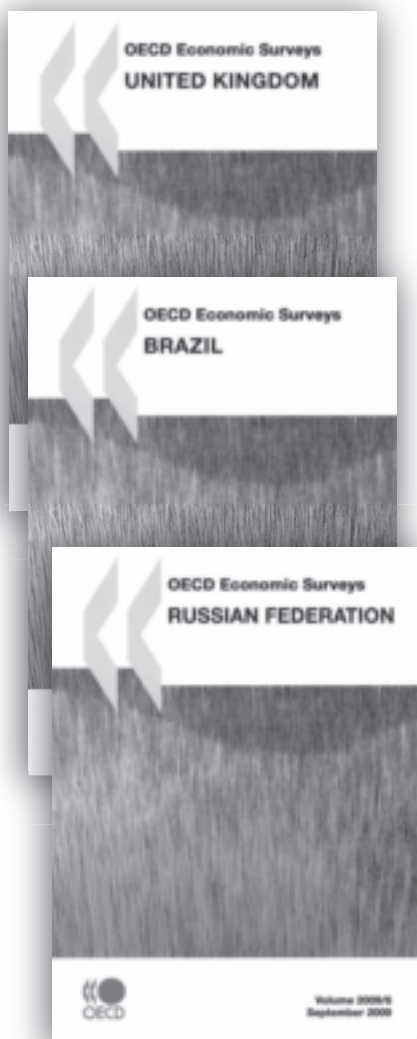 OECD Economic Surveys
UNITED KINGDOM
OECD Economic Surveys
BRAZIL
OECD Economic Surveys
RUSSIAN FEDERATION
OECD
Volume 2009/6
September 2009